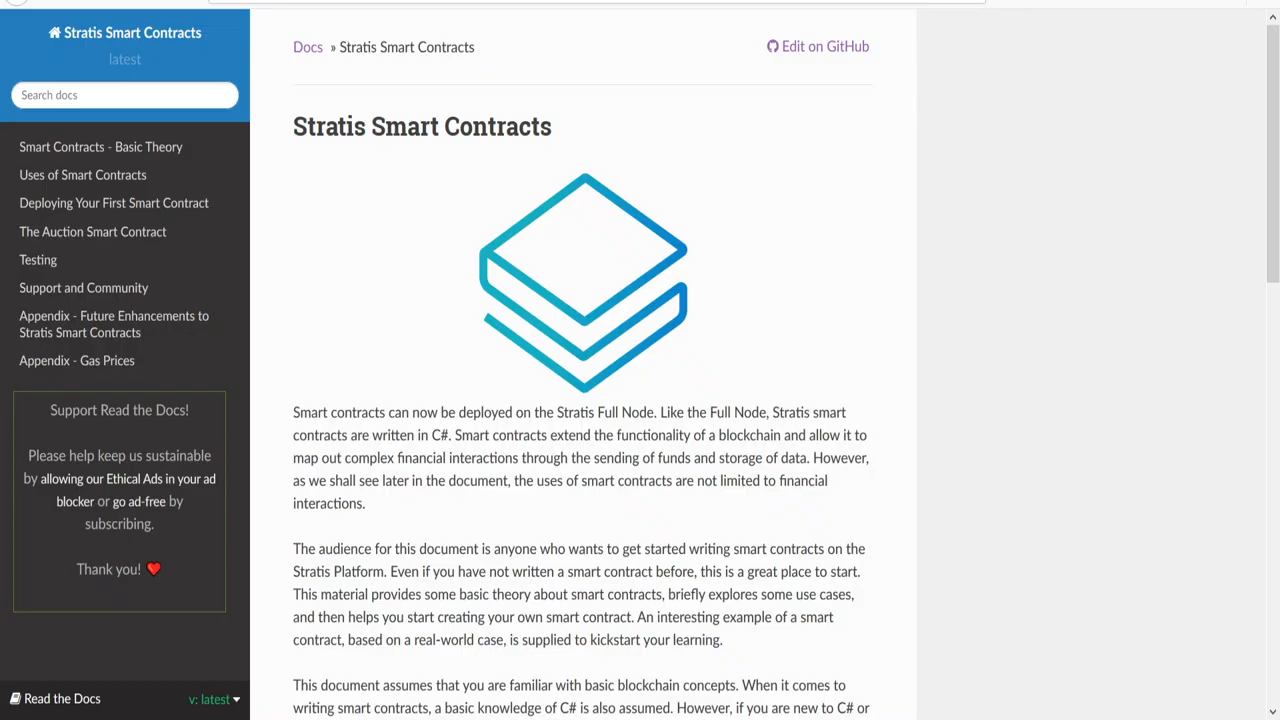 Stratis Smart Contracts
latest
Search docs
Smart Contracts - Basic Theory
Uses of Smart Contracts
Deploying Your First Smart Contract
The Auction Smart Contract
Testing
Support and Community
Appendix - Future Enhancements to
Stratis Smart Contracts
Appendix - Gas Prices
Support Read the Docs!
Please help keep us sustainable
by allowing our Ethical Ads in your ad
blocker or go ad-free by
subscribing.
Thank you! ❤
Read the Docs
v: latest
Docs » Stratis Smart Contracts
Edit on GitHub
Stratis Smart Contracts
Smart contracts can now be deployed on the Stratis Full Node. Like the Full Node, Stratis smart
contracts are written in C#. Smart contracts extend the functionality of a blockchain and allow it to
map out complex financial interactions through the sending of funds and storage of data. However,
as we shall see later in the document, the uses of smart contracts are not limited to financial
interactions.
The audience for this document is anyone who wants to get started writing smart contracts on the
Stratis Platform. Even if you have not written a smart contract before, this is a great place to start.
This material provides some basic theory about smart contracts, briefly explores some use cases,
and then helps you start creating your own smart contract. An interesting example of a smart
contract, based on a real-world case, is supplied to kickstart your learning.
This document assumes that you are familiar with basic blockchain concepts. When it comes to
writing smart contracts, a basic knowledge of C# is also assumed. However, if you are new to C# or